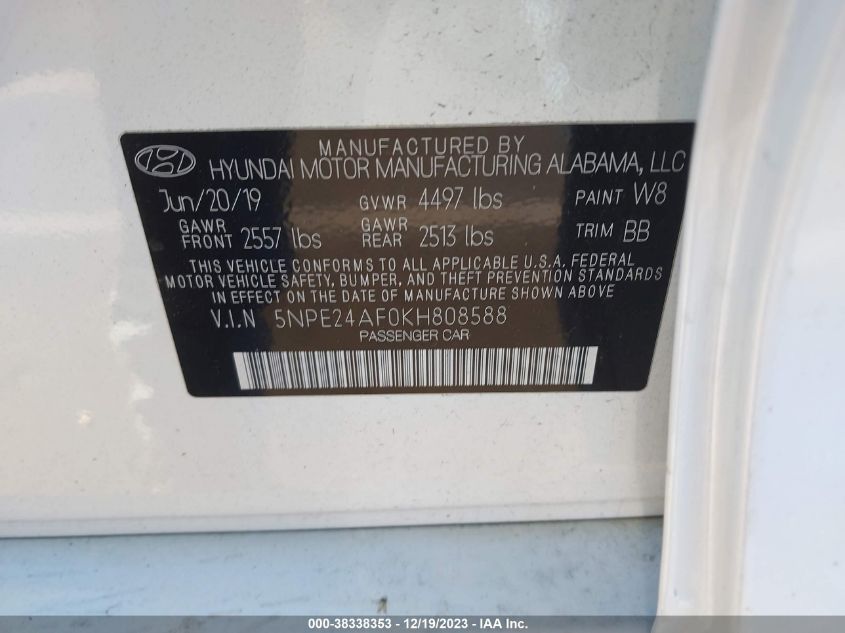 MANUFACTURED BY
HYUNDAI MOTOR MANUFACTURING ALABAMA, LLC
Jun/20/19 GVWR 4497 lbs PAINT W8
GAWR FRONT 2557 lbs GAWR REAR 2513 lbs TRIM BB
THIS VEHICLE CONFORMS TO ALL APPLICABLE U.S.A. FEDERAL
MOTOR VEHICLE SAFETY, BUMPER, AND THEFT PREVENTION STANDARDS
IN EFFECT ON THE DATE OF MANUFACTURE SHOWN ABOVE
V.I.N 5NPE24AF0KH808588
PASSENGER CAR
000-38338353 - 12/19/2023 - IAA Inc.